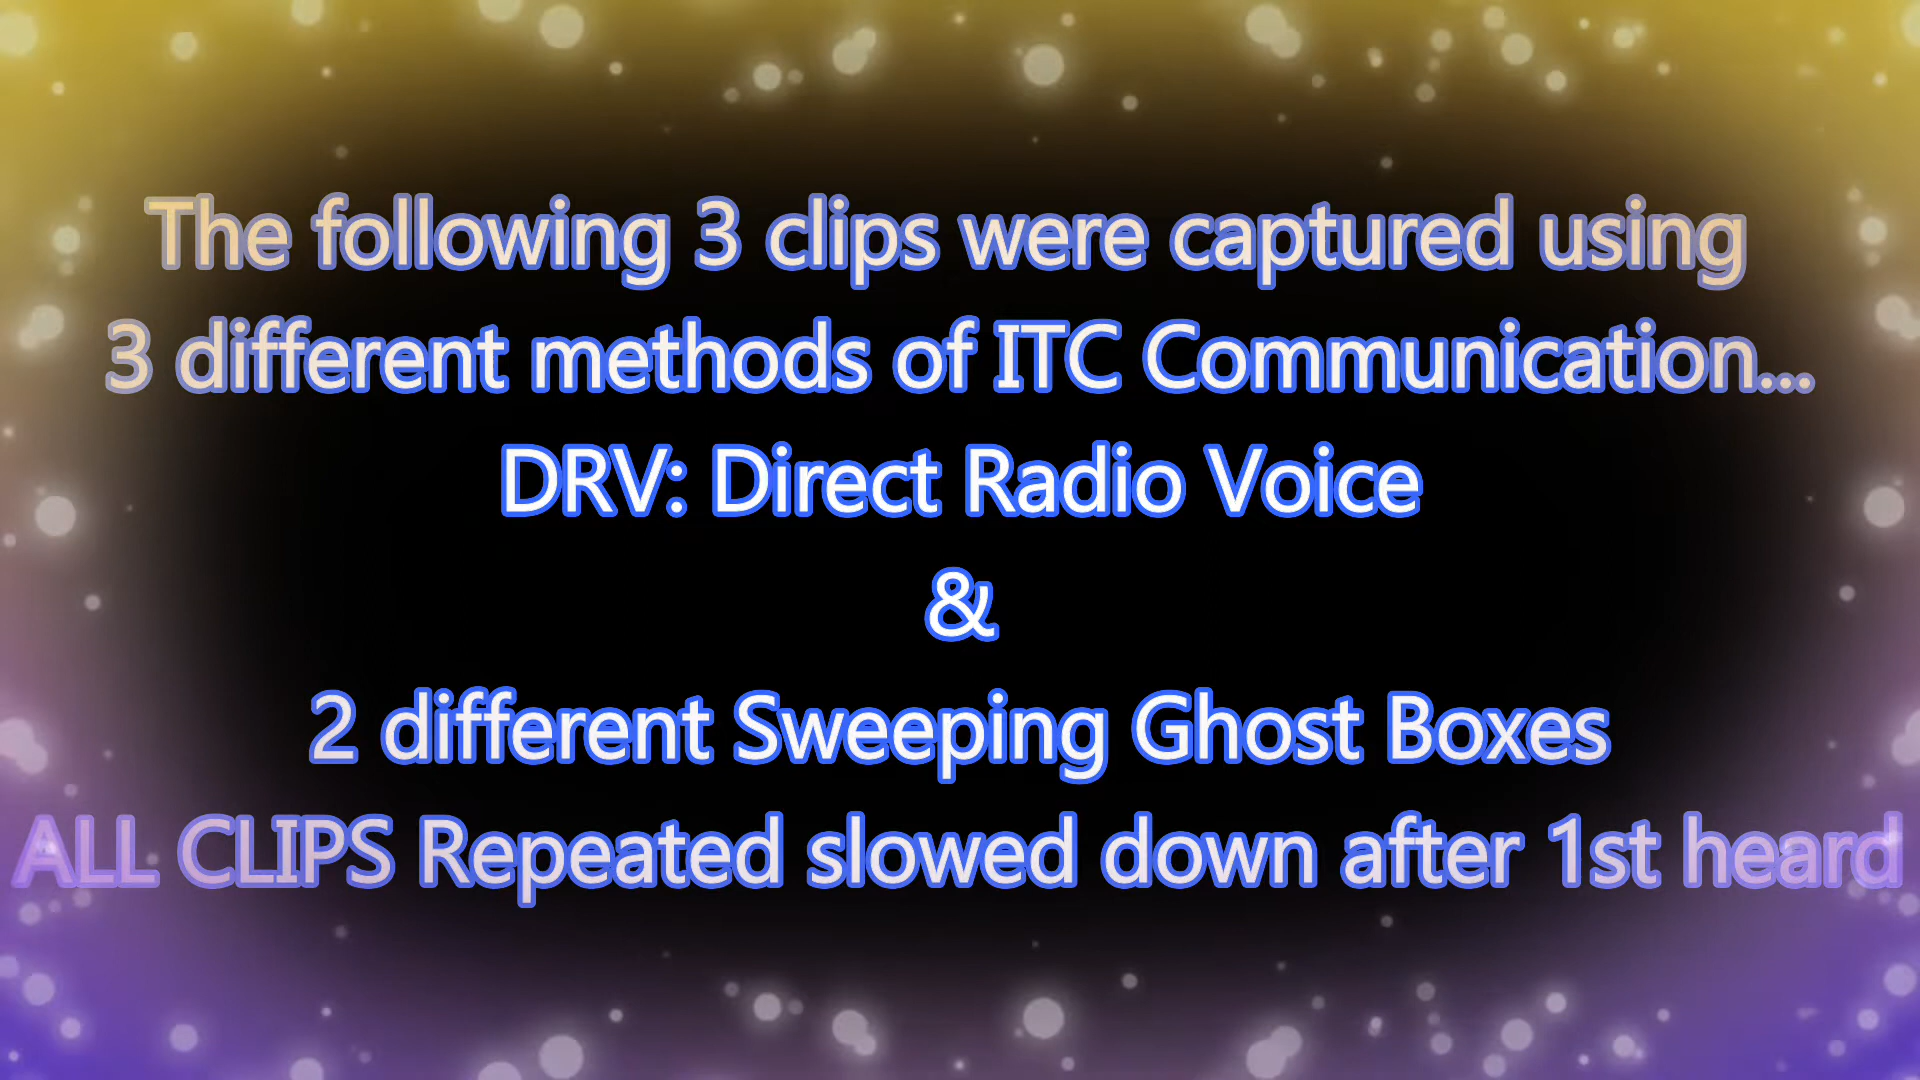 The following 3 clips were captured using
3 different methods of ITC Communication...
DRV: Direct Radio Voice
&
2 different Sweeping Ghost Boxes
ALL CLIPS Repeated slowed down after 1st heard